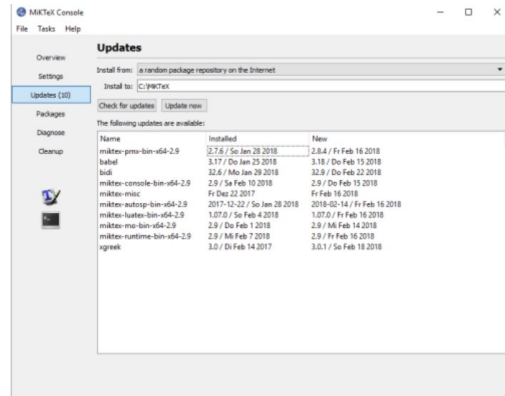 MiKTeX Console
File Tasks Help
Overview
Settings
Updates (10)
Packages
Diagnose
Cleanup
Updates
Install from: a random package repository on the Internet
Install to: C:\MiKTeX
Check for updates Update now
The following updates are available:
Name Installed New
miktex-pmx-bin-x64-2.9 2.7.6 / So Jan 28 2018 2.8.4 / Fr Feb 16 2018
babel 3.17 / Do Jan 25 2018 3.18 / Do Feb 15 2018
bidi 32.6 / Mo Jan 29 2018 32.9 / Do Feb 22 2018
miktex-console-bin-x64-2.9 2.9 / Sa Feb 10 2018 2.9 / Do Feb 15 2018
miktex-misc Fr Dez 22 2017 Fr Feb 16 2018
miktex-autosp-bin-x64-2.9 2017-12-22 / So Jan 28 2018 2018-02-14 / Fr Feb 16 2018
miktex-luatex-bin-x64-2.9 1.07.0 / So Feb 4 2018 1.07.0 / Fr Feb 16 2018
miktex-mo-bin-x64-2.9 2.9 / Do Feb 1 2018 2.9 / Mi Feb 14 2018
miktex-runtime-bin-x64-2.9 2.9 / Mi Feb 7 2018 2.9 / Fr Feb 16 2018
xgreek 3.0 / Di Feb 14 2017 3.0.1 / So Feb 18 2018